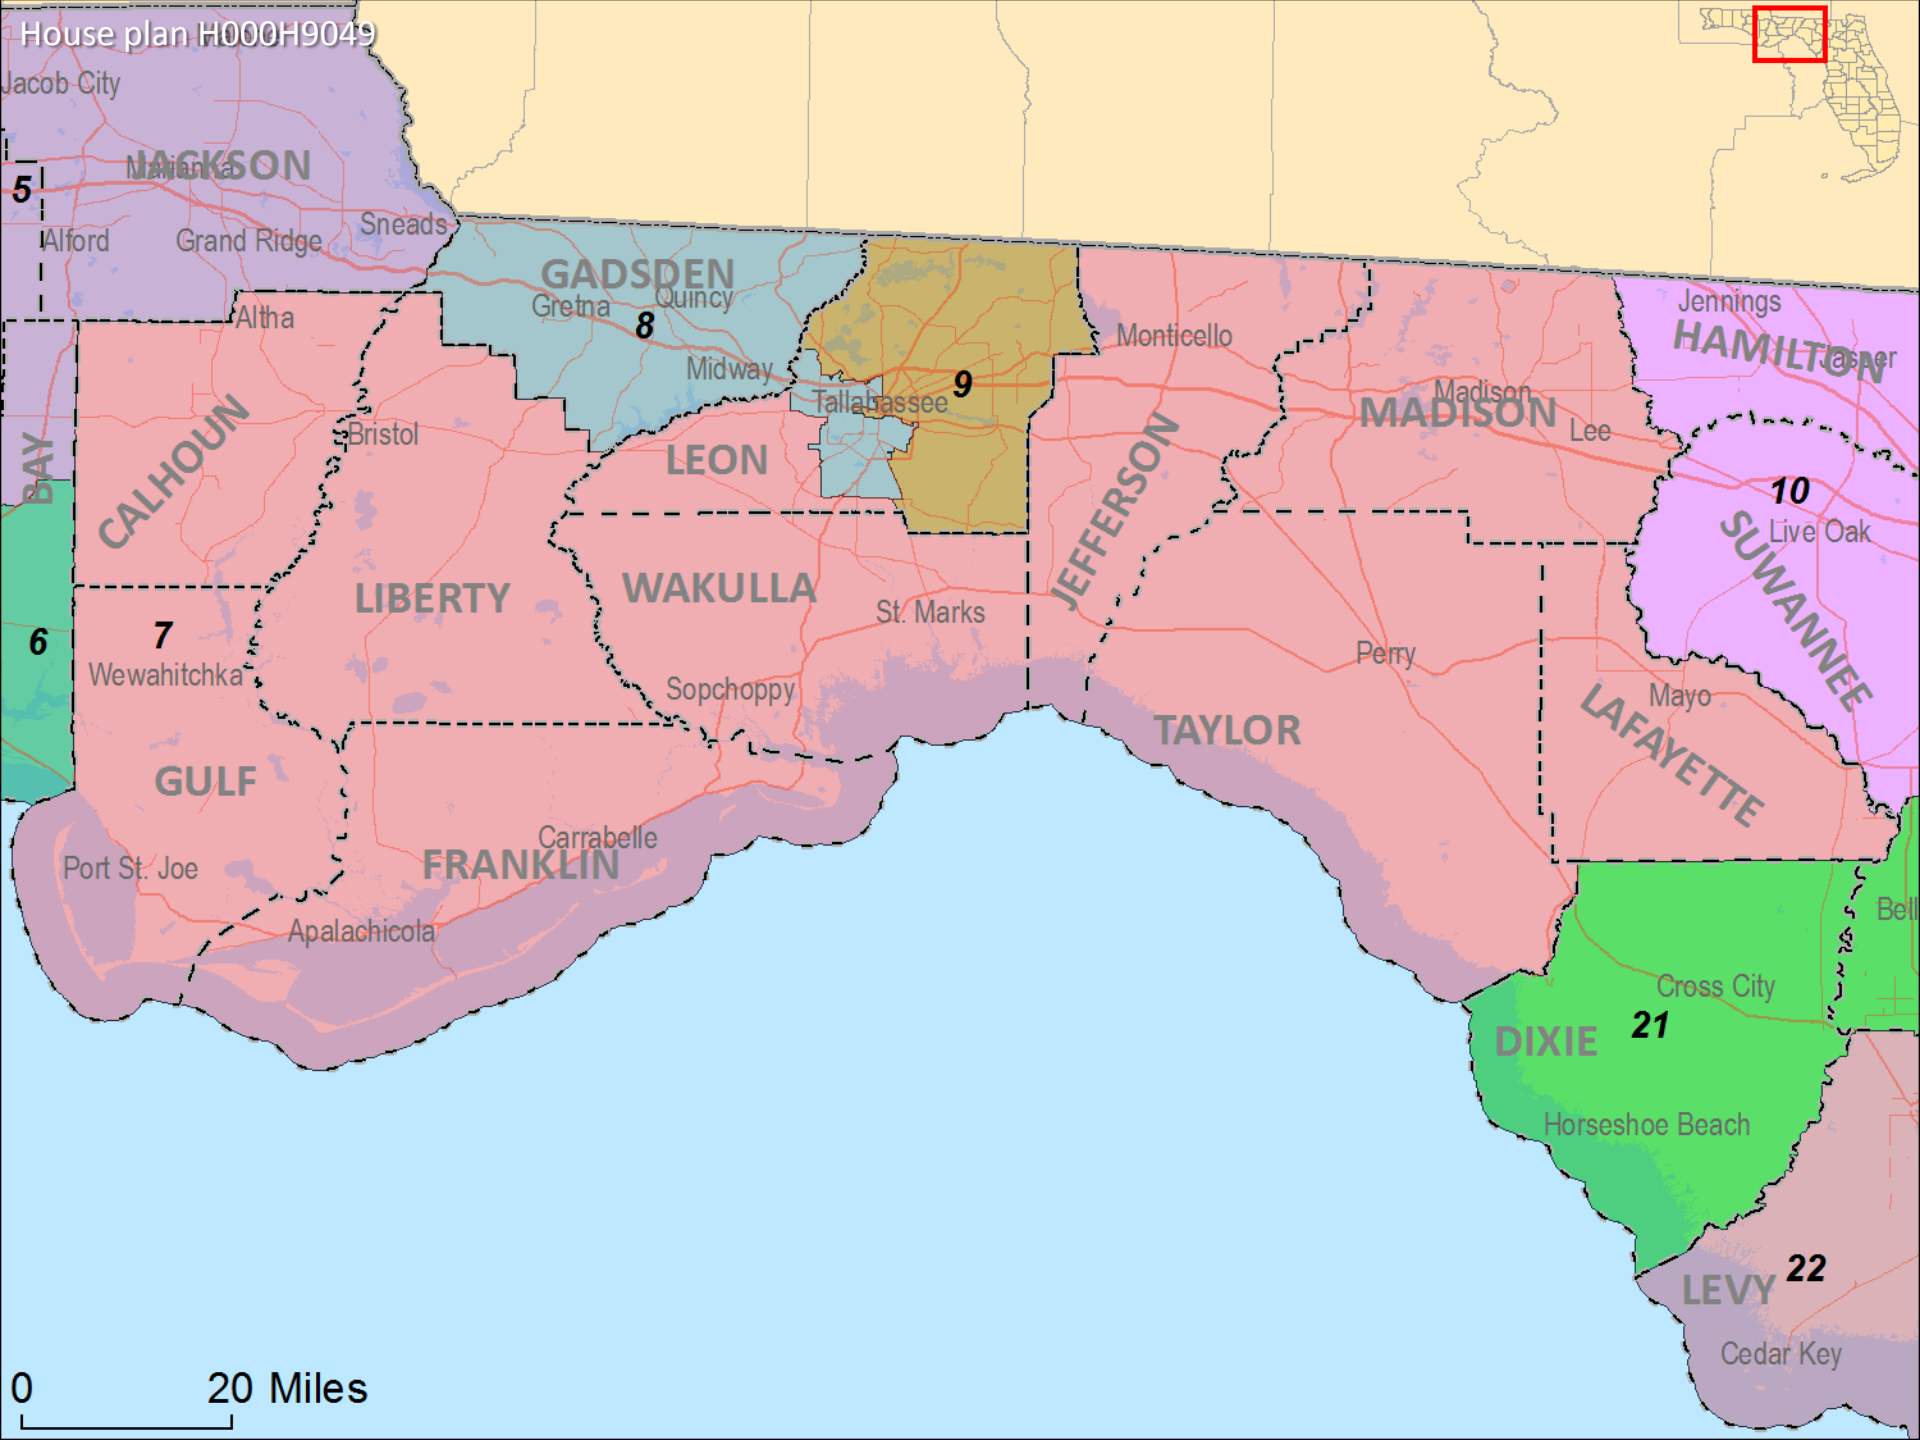 House plan H000H9049
Malone
Jacob City
JACKSON
Marianna
5
Sneads
Alford
Grand Ridge
GADSDEN
Quincy
Gretna
8
Altha
Jennings
HAMILTON
Jasper
Monticello
Midway
9
Tallahassee
Madison
MADISON
Lee
Bristol
CALHOUN
LEON
BAY
JEFFERSON
10
Live Oak
SUWANNEE
LIBERTY
WAKULLA
St. Marks
6
7
Wewahitchka
Perry
Sopchoppy
Mayo
TAYLOR
LAFAYETTE
GULF
Carrabelle
FRANKLIN
Port St. Joe
Apalachicola
Bell
Cross City
21
DIXIE
Horseshoe Beach
22
LEVY
Cedar Key
0 20 Miles